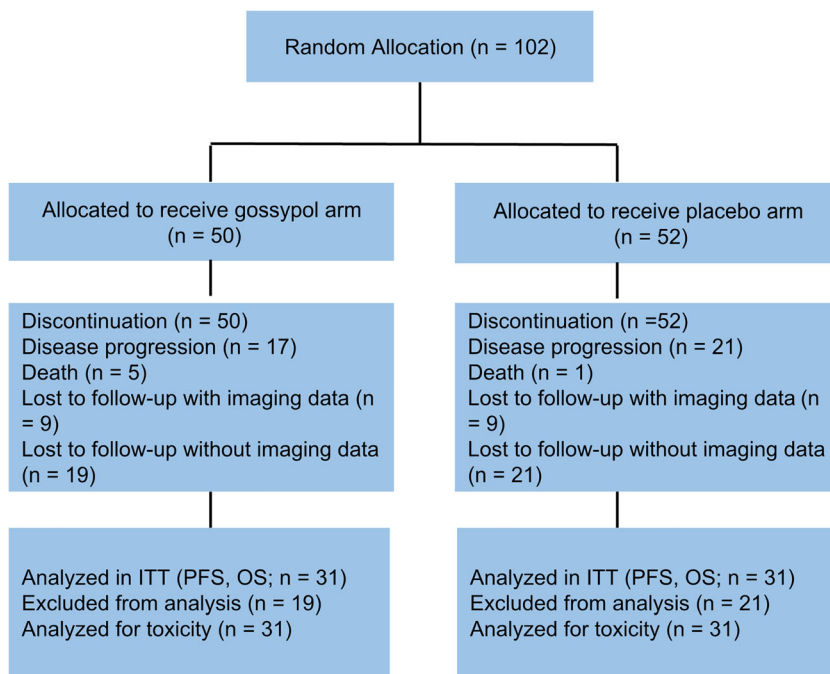 Random Allocation (n = 102)
Allocated to receive gossypol arm
(n = 50)
Allocated to receive placebo arm
(n = 52)
Discontinuation (n = 50)
Disease progression (n = 17)
Death (n = 5)
Lost to follow-up with imaging data (n
= 9)
Lost to follow-up without imaging data
(n = 19)
Discontinuation (n =52)
Disease progression (n = 21)
Death (n = 1)
Lost to follow-up with imaging data (n
= 9)
Lost to follow-up without imaging data
(n = 21)
Analyzed in ITT (PFS, OS; n = 31)
Excluded from analysis (n = 19)
Analyzed for toxicity (n = 31)
Analyzed in ITT (PFS, OS; n = 31)
Excluded from analysis (n = 21)
Analyzed for toxicity (n = 31)